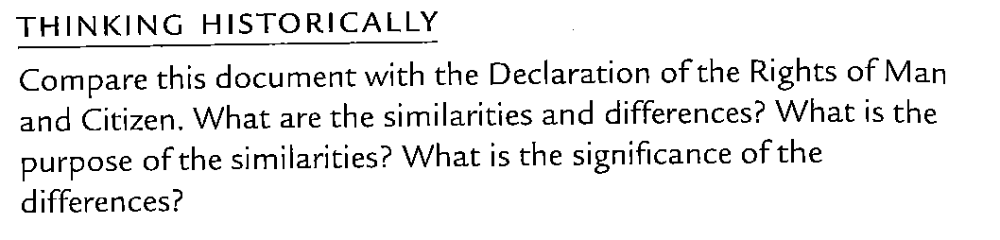 THINKING HISTORICALLY
Compare this document with the Declaration of the Rights of Man
and Citizen. What are the similarities and differences? What is the
purpose of the similarities? What is the significance of the
differences?